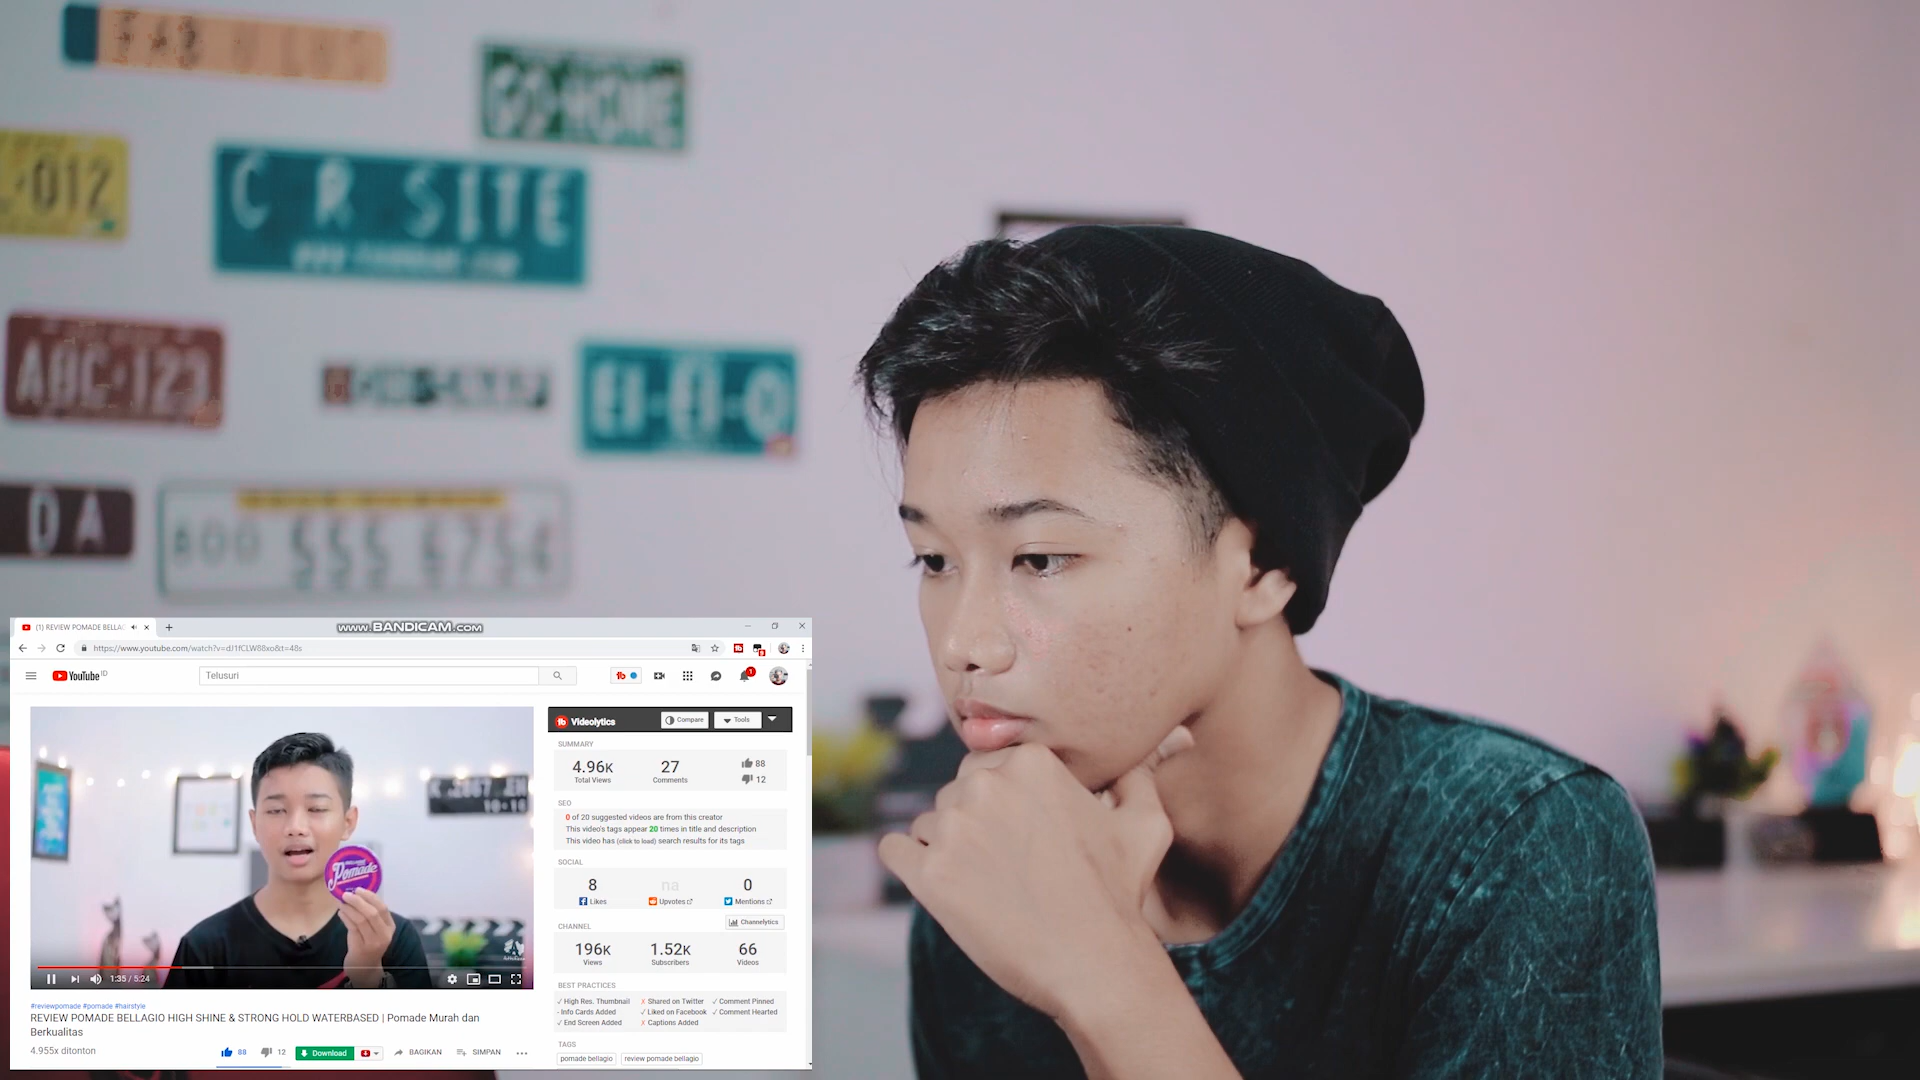 GO HOME
012
C R SITE
ABC-123
EI-EI-O
D A
555
WWW.BANDICAM.COM
(1) REVIEW POMADE BELLAG
https://www.youtube.com/watch?v=dJ1fCLW88xo&t=48s
YouTube ID
Telusuri
1
Videolytics
Compare
Tools
SUMMARY
4.96K
27
88
Total Views
Comments
12
SEO
0 of 20 suggested videos are from this creator
This video's tags appear 20 times in title and description
This video has (click to load) search results for its tags
SOCIAL
8
na
0
Likes
Upvotes
Mentions
Channelytics
CHANNEL
196K
1.52K
66
Views
Subscribers
Videos
BEST PRACTICES
✓ High Res. Thumbnail ✗ Shared on Twitter ✓ Comment Pinned
- Info Cards Added ✓ Liked on Facebook ✓ Comment Hearted
✓ End Screen Added ✗ Captions Added
TAGS
pomade bellagio
review pomade bellagio
Pomade
1:35 / 5:24
#reviewpomade #pomade #hairstyle
REVIEW POMADE BELLAGIO HIGH SHINE & STRONG HOLD WATERBASED | Pomade Murah dan
Berkualitas
4.955x ditonton
88
12
Download
BAGIKAN
SIMPAN